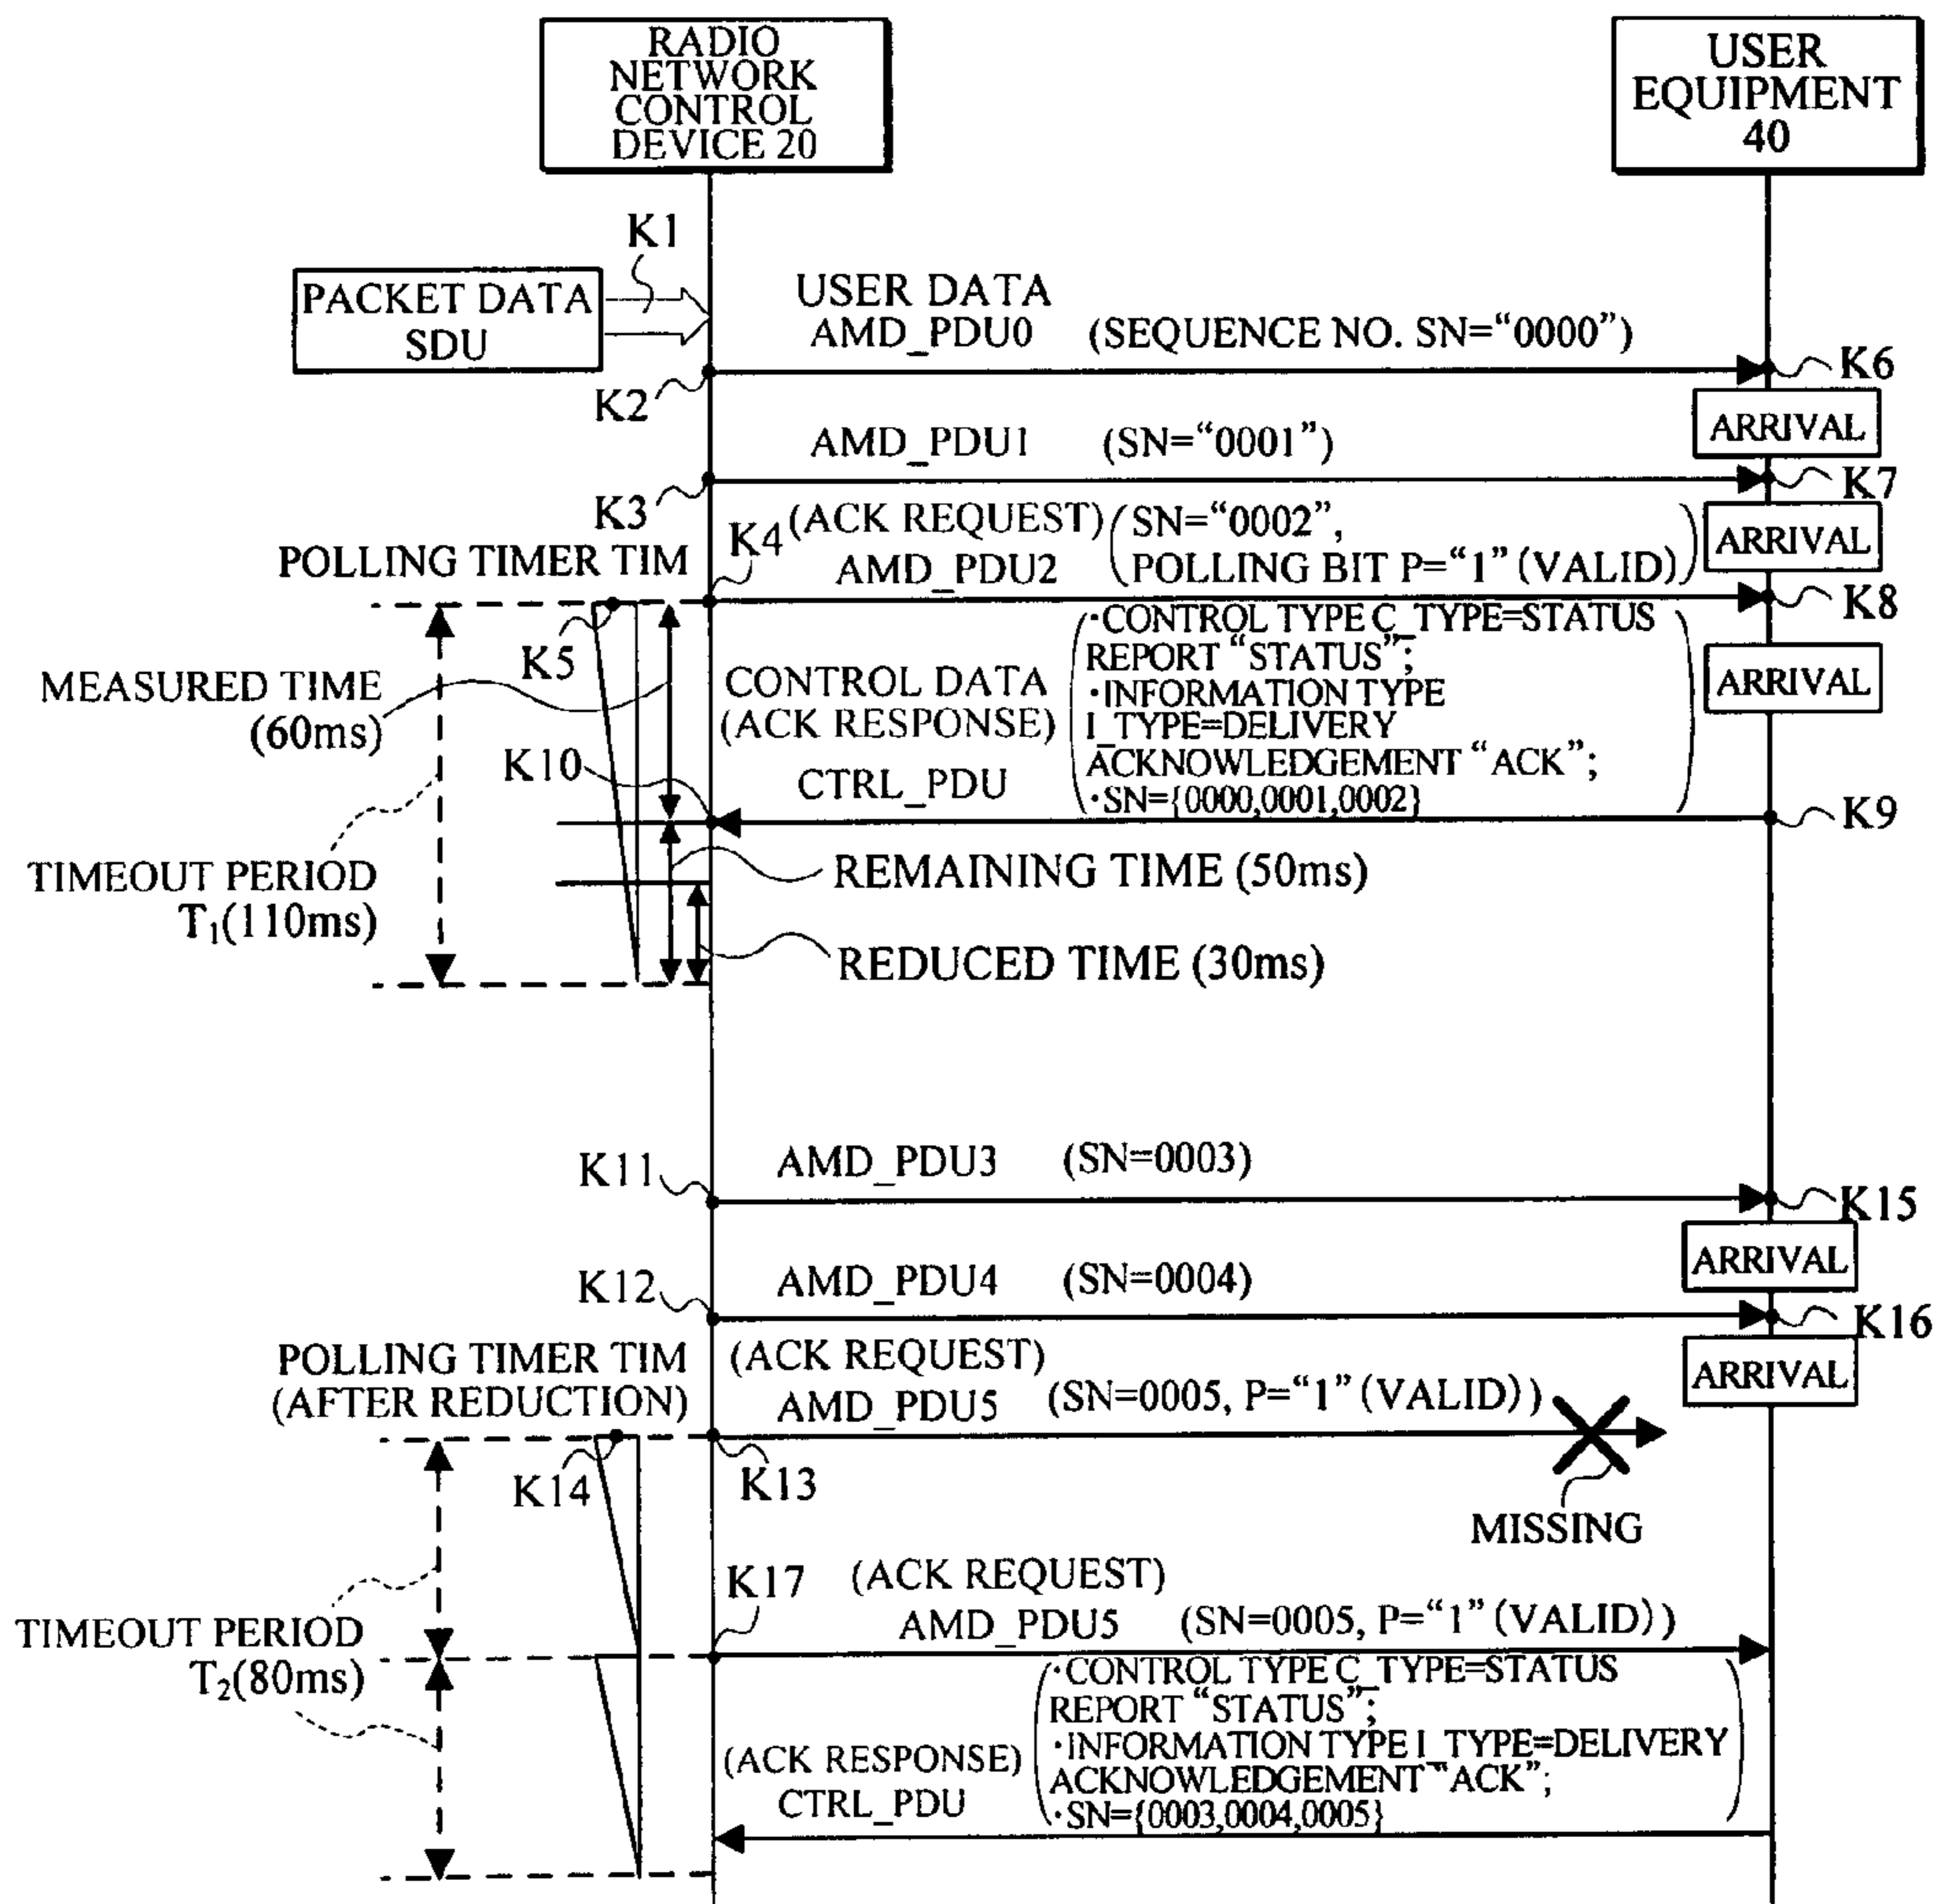 RADIO
NETWORK
CONTROL
DEVICE 20
USER
EQUIPMENT
40
K1
PACKET DATA
SDU
USER DATA
AMD_PDU0 (SEQUENCE NO. SN=“0000”)
K2
K6
ARRIVAL
AMD_PDU1 (SN=“0001”)
K3
K7
ARRIVAL
(ACK REQUEST)
AMD_PDU2
(SN=“0002”,
POLLING BIT P=“1” (VALID))
K4
POLLING TIMER TIM
K8
K5
ARRIVAL
MEASURED TIME
(60ms)
CONTROL DATA
(ACK RESPONSE)
CTRL_PDU
(·CONTROL TYPE C_TYPE=STATUS
REPORT “STATUS”;
·INFORMATION TYPE
I_TYPE=DELIVERY
ACKNOWLEDGEMENT “ACK”;
·SN={0000,0001,0002})
K10
K9
TIMEOUT PERIOD
T₁(110ms)
REMAINING TIME (50ms)
REDUCED TIME (30ms)
K11
AMD_PDU3 (SN=0003)
K15
ARRIVAL
K12
AMD_PDU4 (SN=0004)
K16
ARRIVAL
POLLING TIMER TIM
(AFTER REDUCTION)
(ACK REQUEST)
AMD_PDU5 (SN=0005, P=“1” (VALID))
K14
K13
MISSING
K17
(ACK REQUEST)
AMD_PDU5 (SN=0005, P=“1” (VALID))
TIMEOUT PERIOD
T₂(80ms)
(ACK RESPONSE)
CTRL_PDU
(·CONTROL TYPE C_TYPE=STATUS
REPORT “STATUS”;
·INFORMATION TYPE I_TYPE=DELIVERY
ACKNOWLEDGEMENT “ACK”;
·SN={0003,0004,0005})